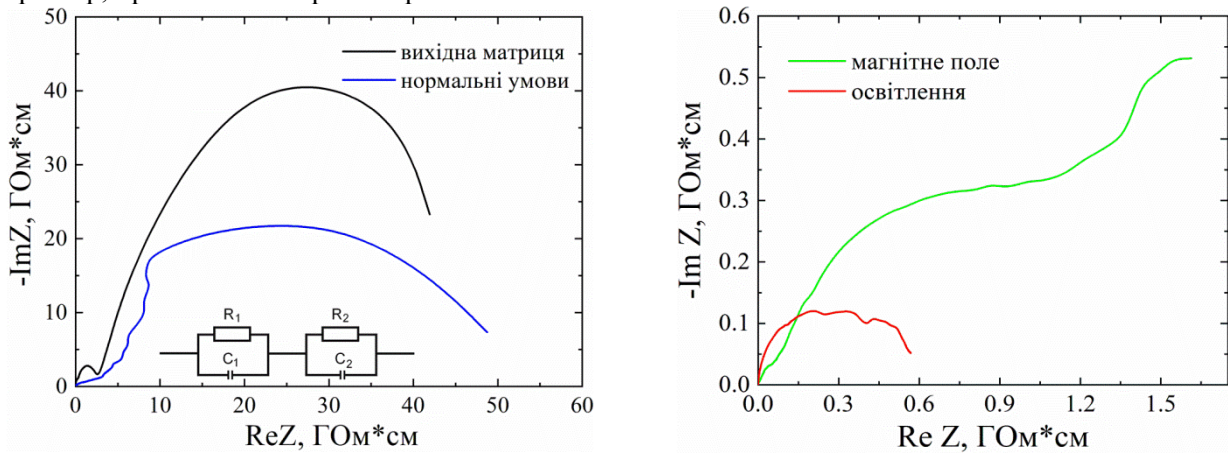 50
40
30
20
10
0
-ImZ, ГОм*см
вихідна матриця
нормальні умови
R1
C1
R2
C2
0 10 20 30 40 50 60
ReZ, ГОм*см
0.6
0.5
0.4
0.3
0.2
0.1
0.0
-Im Z, ГОм*см
магнітне поле
освітлення
0.0 0.3 0.6 0.9 1.2 1.5
Re Z, ГОм*см